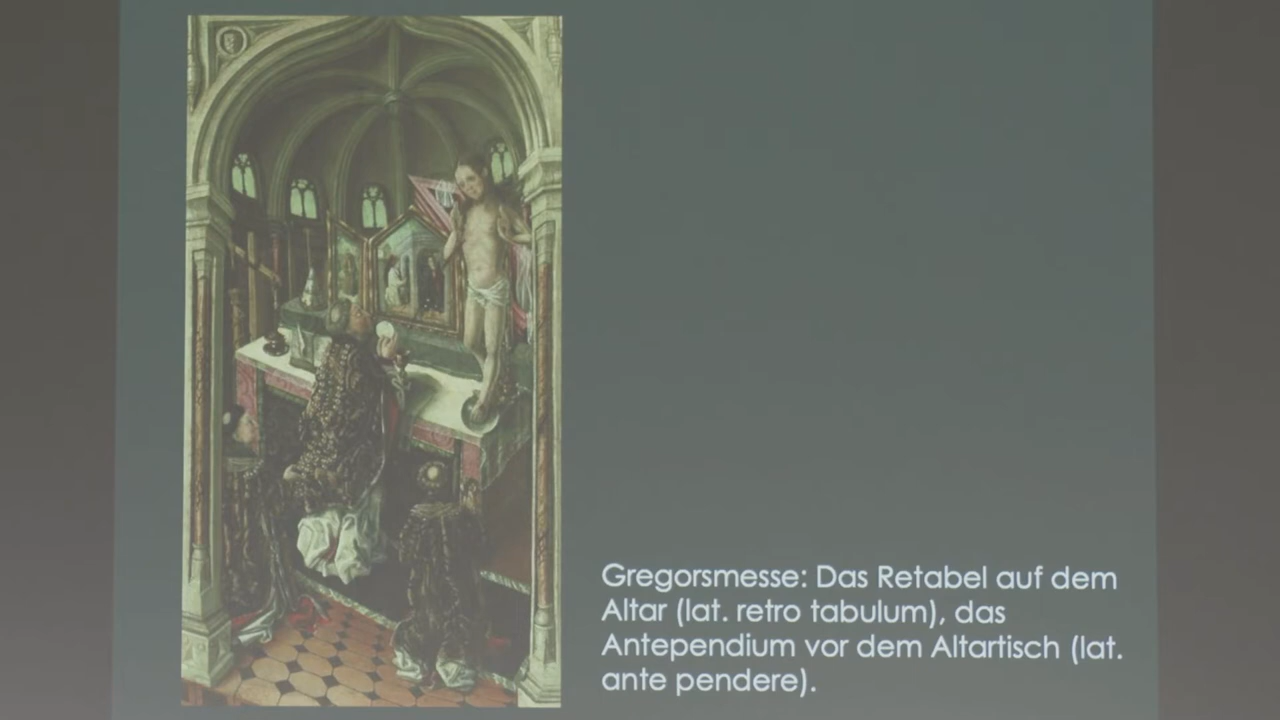 Gregorsmesse: Das Retabel auf dem
Altar (lat. retro tabulum), das
Antependium vor dem Altartisch (lat.
ante pendere).